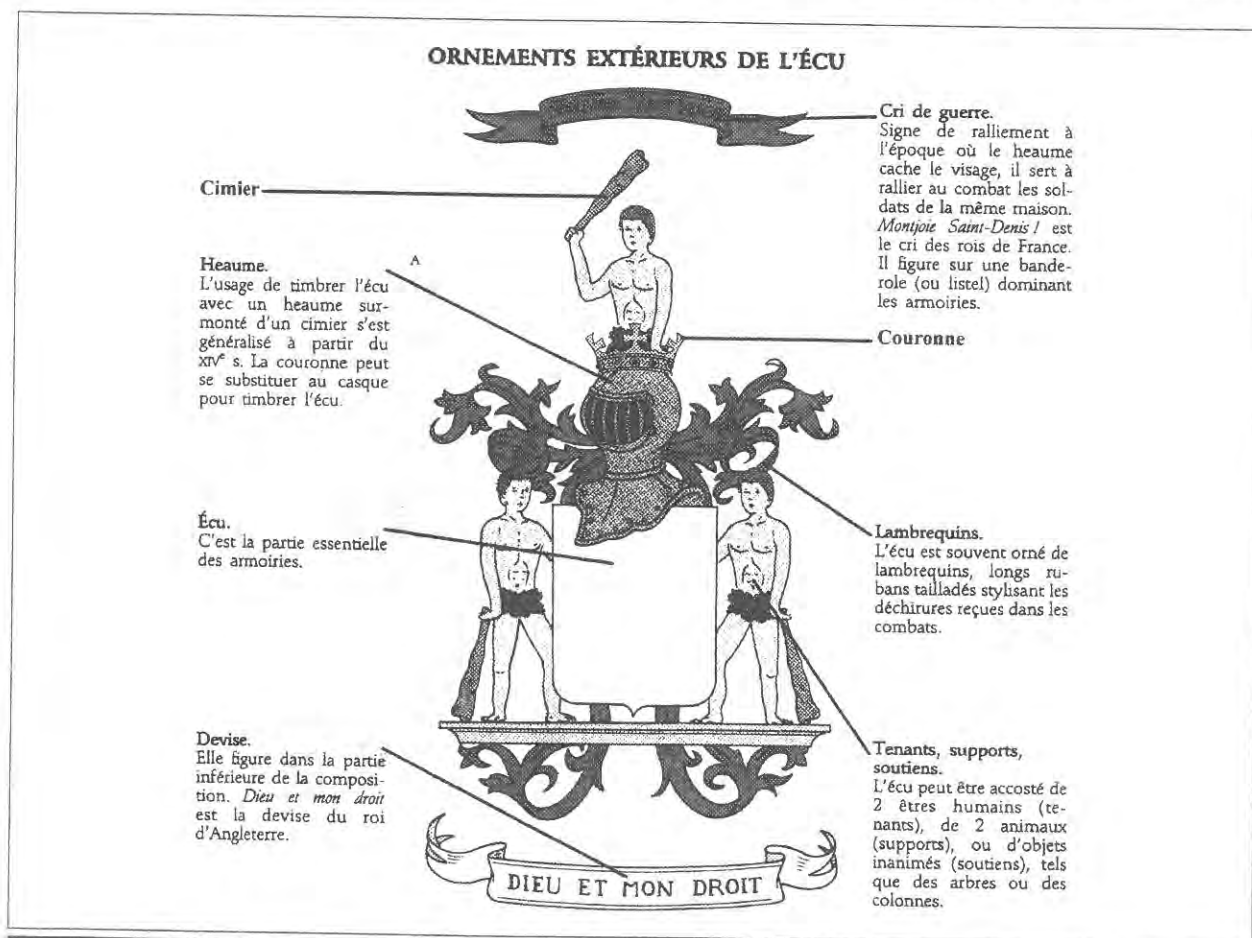 ORNEMENTS EXTÉRIEURS DE L'ÉCU
Cri de guerre.
Signe de ralliement à
l'époque où le heaume
cache le visage, il sert à
rallier au combat les sol-
dats de la même maison.
Montjoie Saint-Denis ! est
le cri des rois de France.
Il figure sur une bande-
role (ou listel) dominant
les armoiries.
Cimier
Heaume.
L'usage de timbrer l'écu
avec un heaume sur-
monté d'un cimier s'est
généralisé à partir du
XIVe s. La couronne peut
se substituer au casque
pour timbrer l'écu.
A
Couronne
Écu.
C'est la partie essentielle
des armoiries.
Lambrequins.
L'écu est souvent orné de
lambrequins, longs ru-
bans tailladés stylisant les
déchirures reçues dans les
combats.
Devise.
Elle figure dans la partie
inférieure de la composi-
tion. Dieu et mon droit
est la devise du roi
d'Angleterre.
Tenants, supports,
soutiens.
L'écu peut être accosté de
2 êtres humains (te-
nants), de 2 animaux
(supports), ou d'objets
inanimés (soutiens), tels
que des arbres ou des
colonnes.
DIEU ET MON DROIT